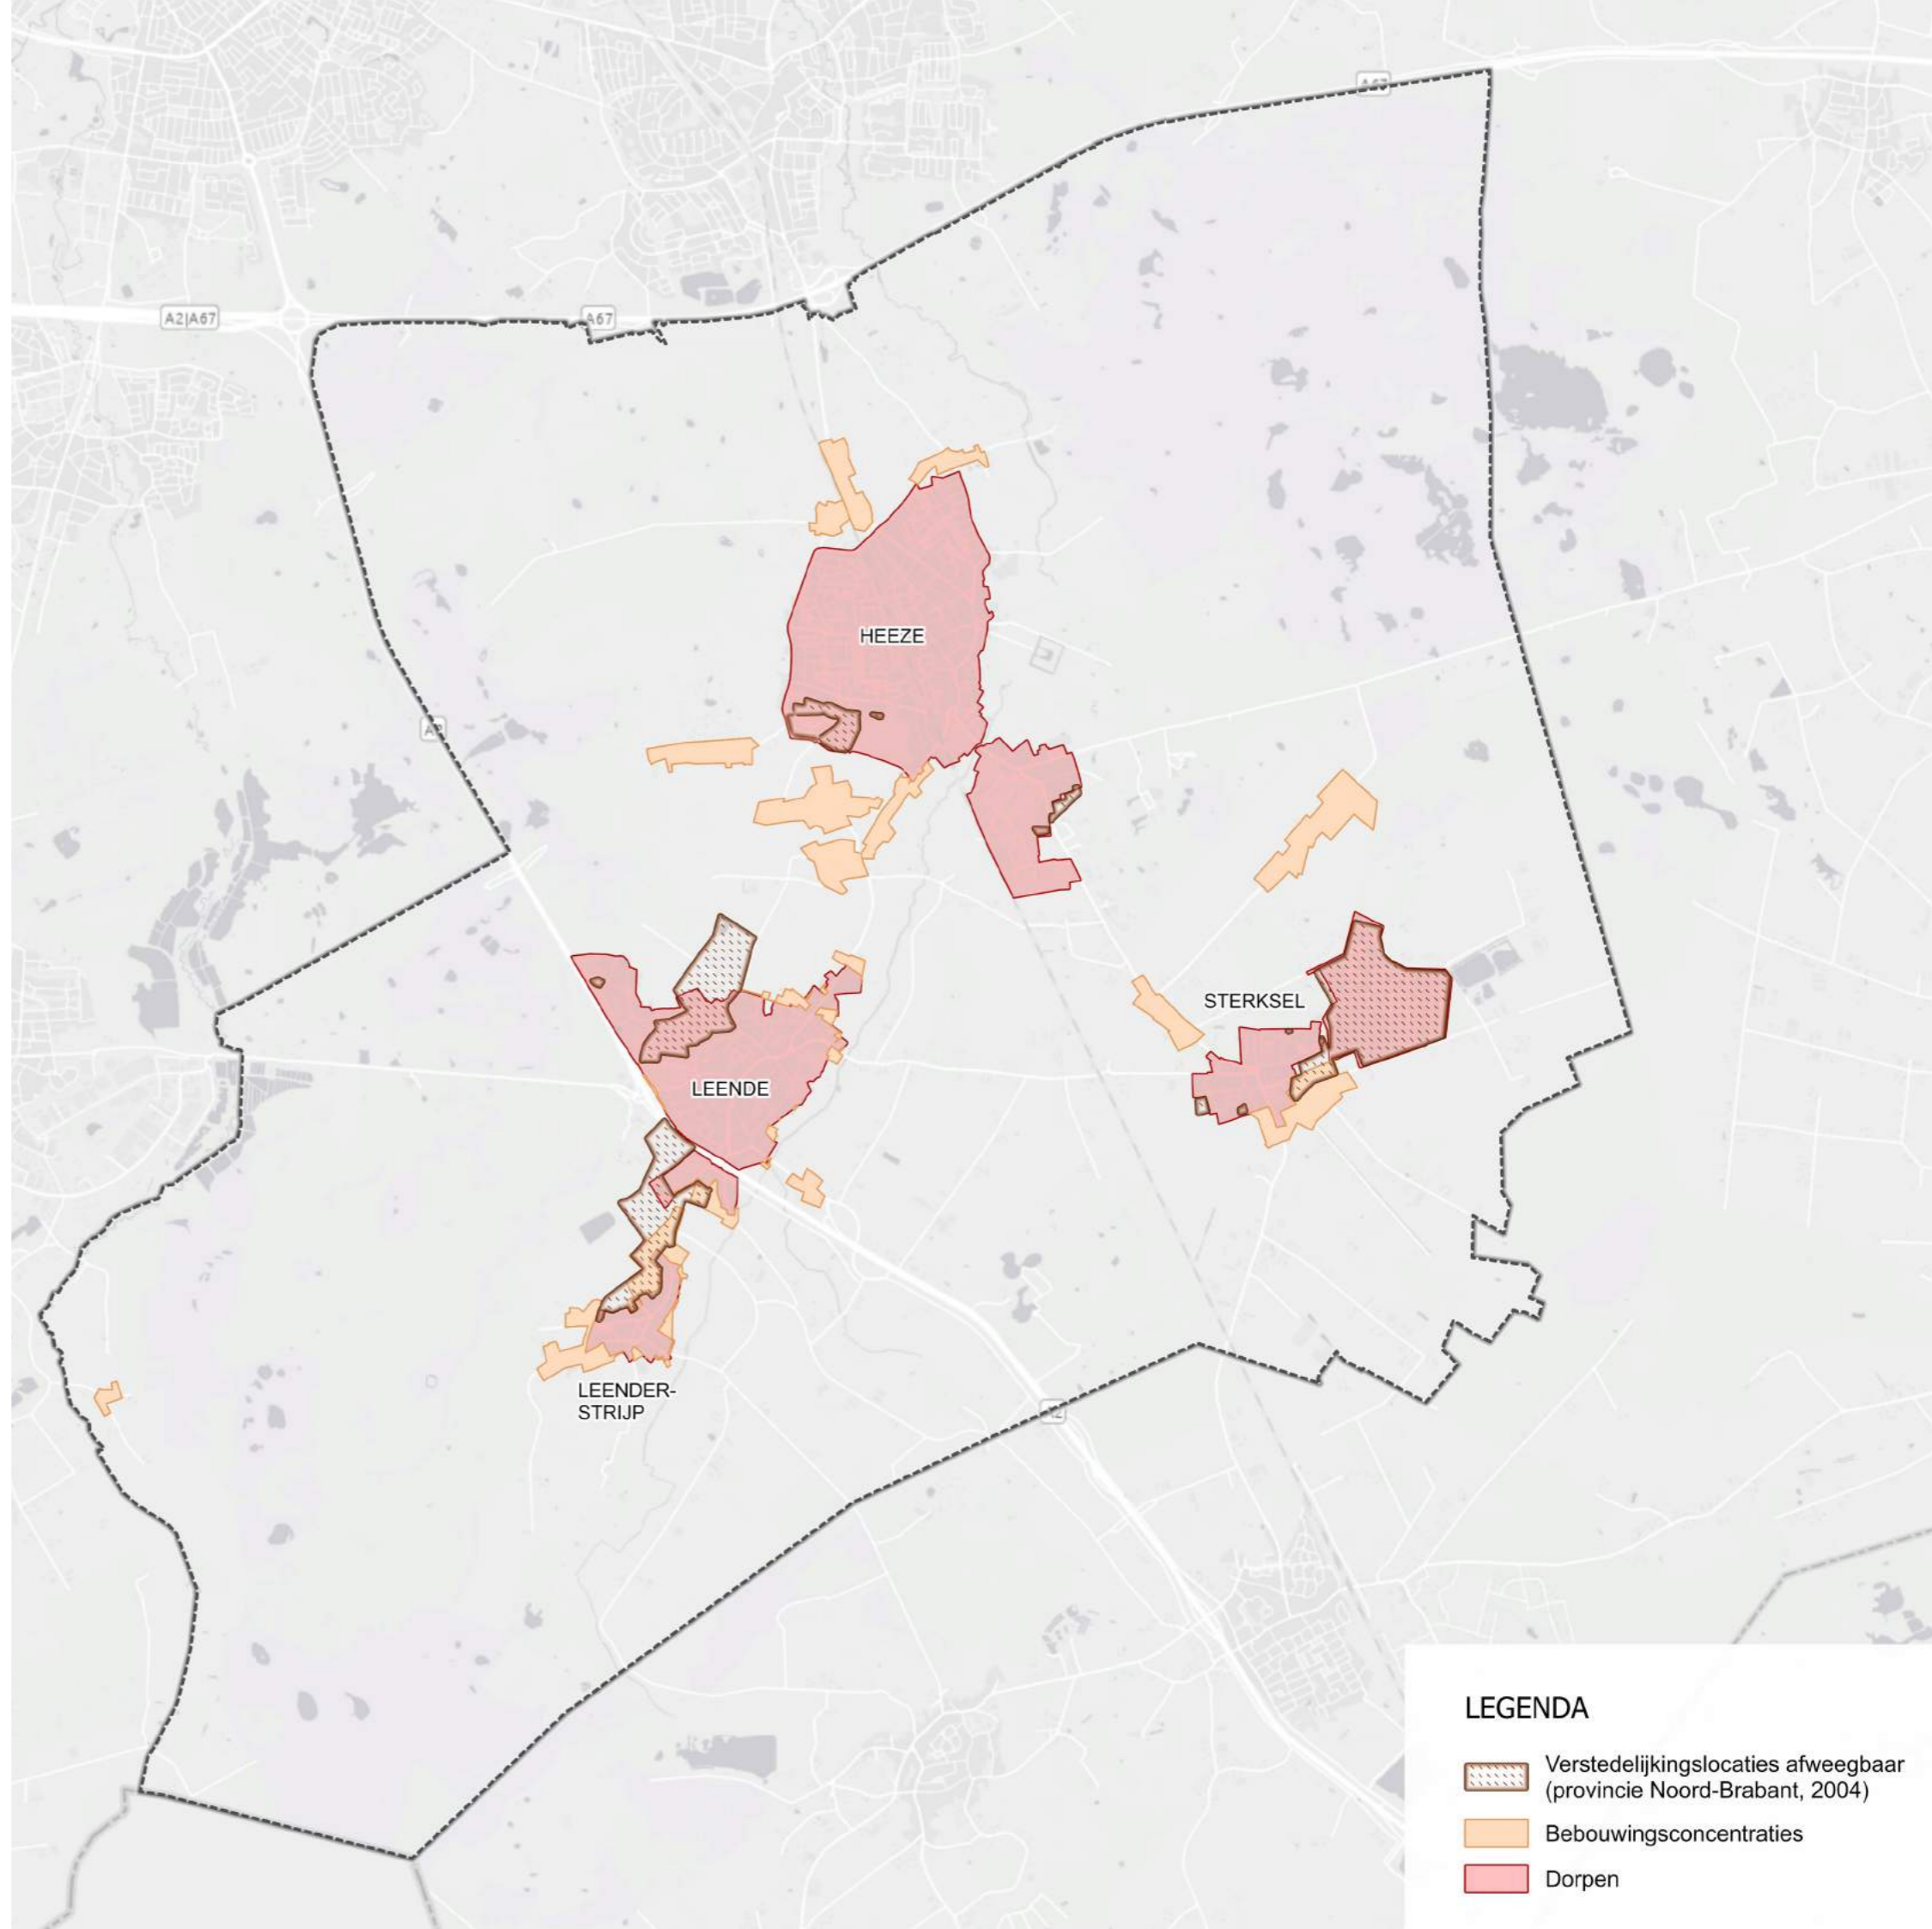 A67
A2|A67
A67
HEEZE
A2
STERKSEL
LEENDE
LEENDER-
STRIJP
LEGENDA
Verstedelijkingslocaties afweegbaar
(provincie Noord-Brabant, 2004)
Bebouwingsconcentraties
Dorpen